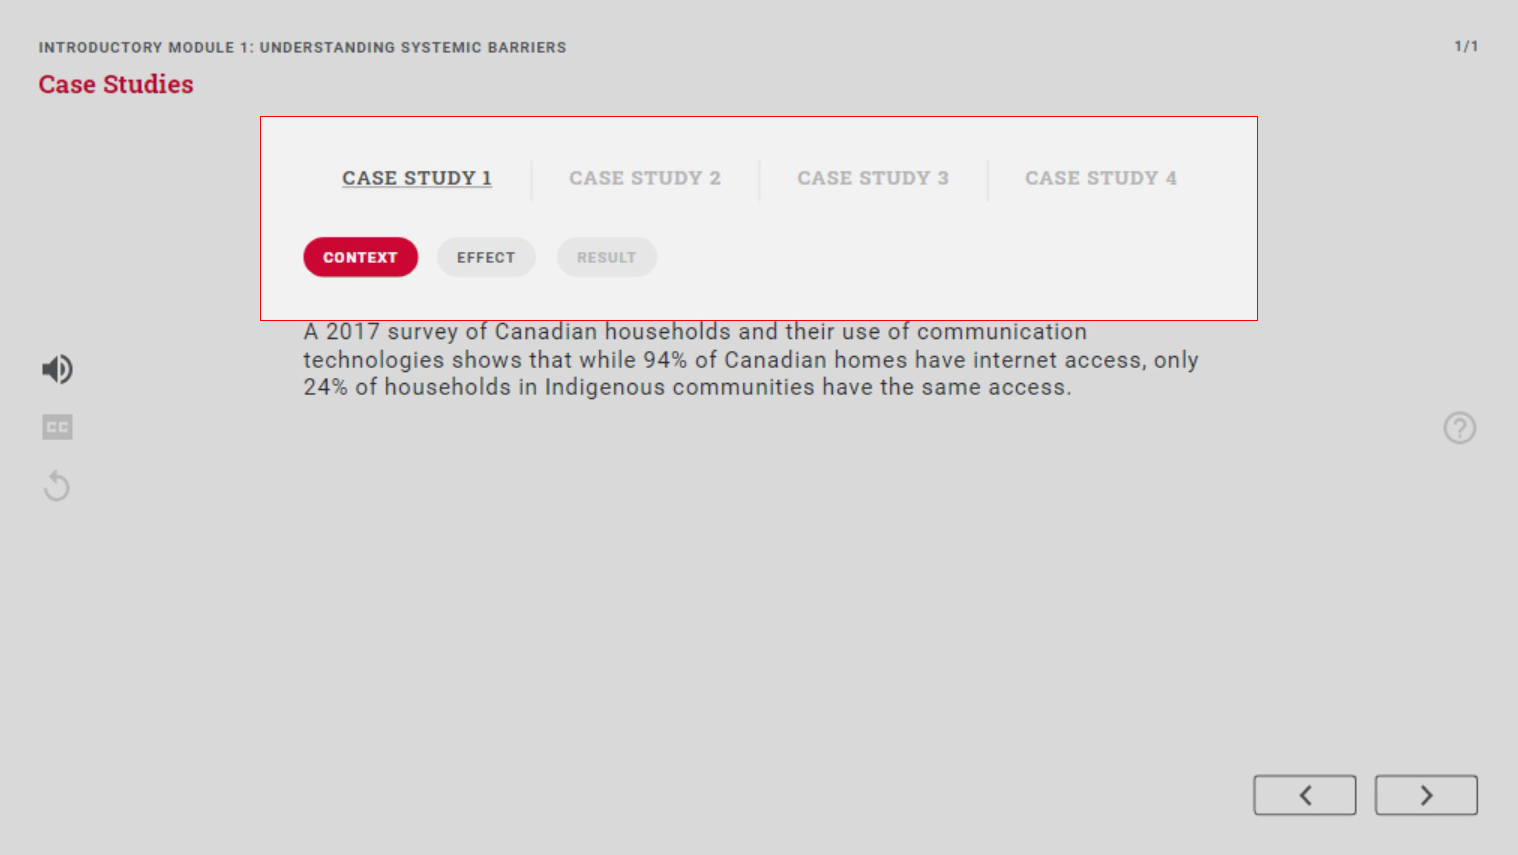 INTRODUCTORY MODULE 1: UNDERSTANDING SYSTEMIC BARRIERS
1/1
Case Studies
CASE STUDY 1
CASE STUDY 2
CASE STUDY 3
CASE STUDY 4
CONTEXT
EFFECT
RESULT
A 2017 survey of Canadian households and their use of communication
technologies shows that while 94% of Canadian homes have internet access, only
24% of households in Indigenous communities have the same access.
CC
?